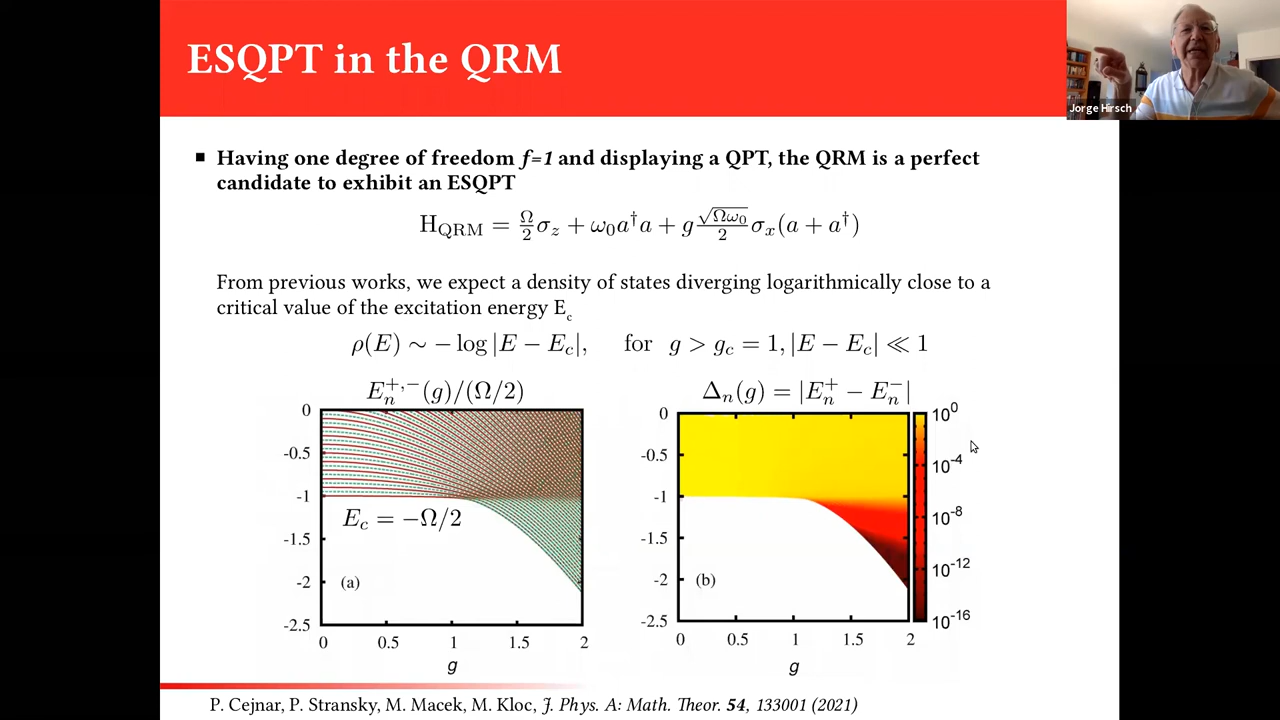 ESQPT in the QRM
Jorge Hirsch
▪ Having one degree of freedom f=1 and displaying a QPT, the QRM is a perfect
candidate to exhibit an ESQPT
H_QRM = Ω/2 σ_z + ω₀a†a + g √(Ωω₀)/2 σ_x(a + a†)
From previous works, we expect a density of states diverging logarithmically close to a
critical value of the excitation energy E_c
ρ(E) ∼ − log |E − E_c|, for g > g_c = 1, |E − E_c| ≪ 1
E_n^{+,−}(g)/(Ω/2)
0
-0.5
-1
-1.5
-2
-2.5
E_c = −Ω/2
(a)
0 0.5 1 1.5 2
g
Δ_n(g) = |E_n^+ − E_n^−|
0
-0.5
-1
-1.5
-2
-2.5
(b)
0 0.5 1 1.5 2
g
10^0
10^-4
10^-8
10^-12
10^-16
P. Cejnar, P. Stransky, M. Macek, M. Kloc, J. Phys. A: Math. Theor. 54, 133001 (2021)